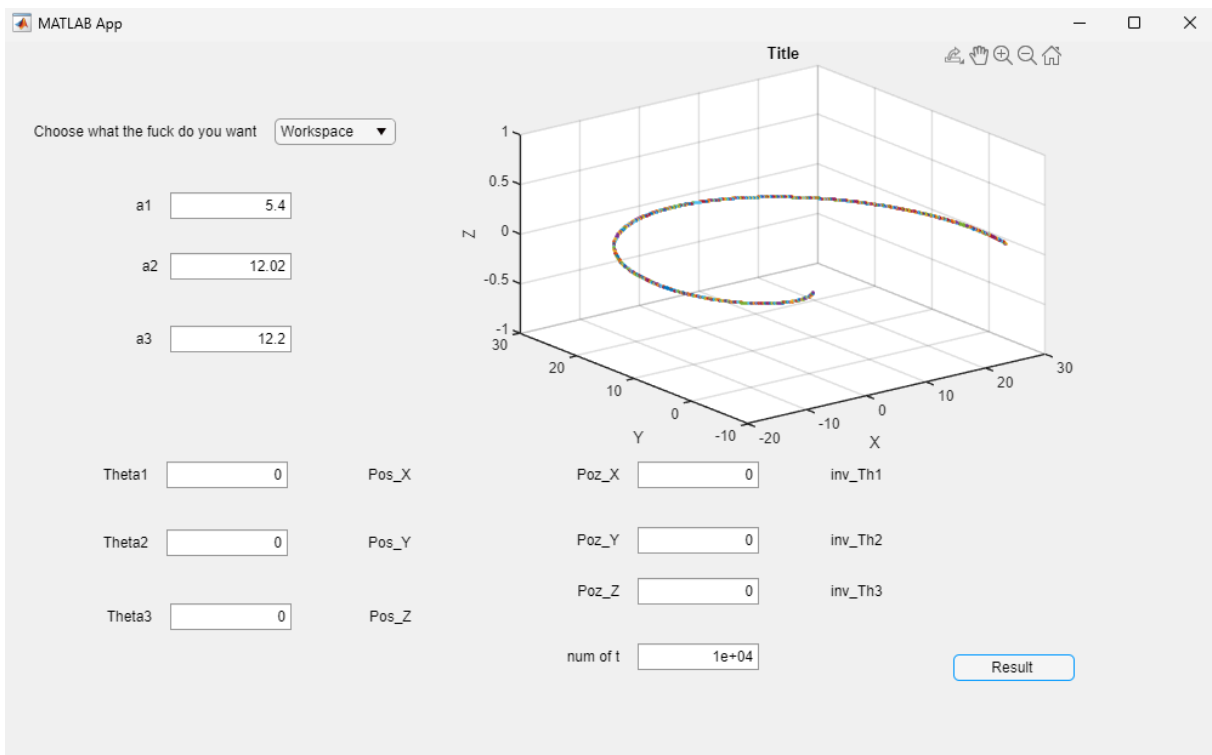 MATLAB App
Title
Choose what the fuck do you want Workspace
a1 5.4
a2 12.02
a3 12.2
1
0.5
0
-0.5
-1
Z
30
20
10
0
-10
Y
-20
-10
0
10
20
30
X
Theta1 0 Pos_X Poz_X 0 inv_Th1
Theta2 0 Pos_Y Poz_Y 0 inv_Th2
Poz_Z 0 inv_Th3
Theta3 0 Pos_Z
num of t 1e+04
Result